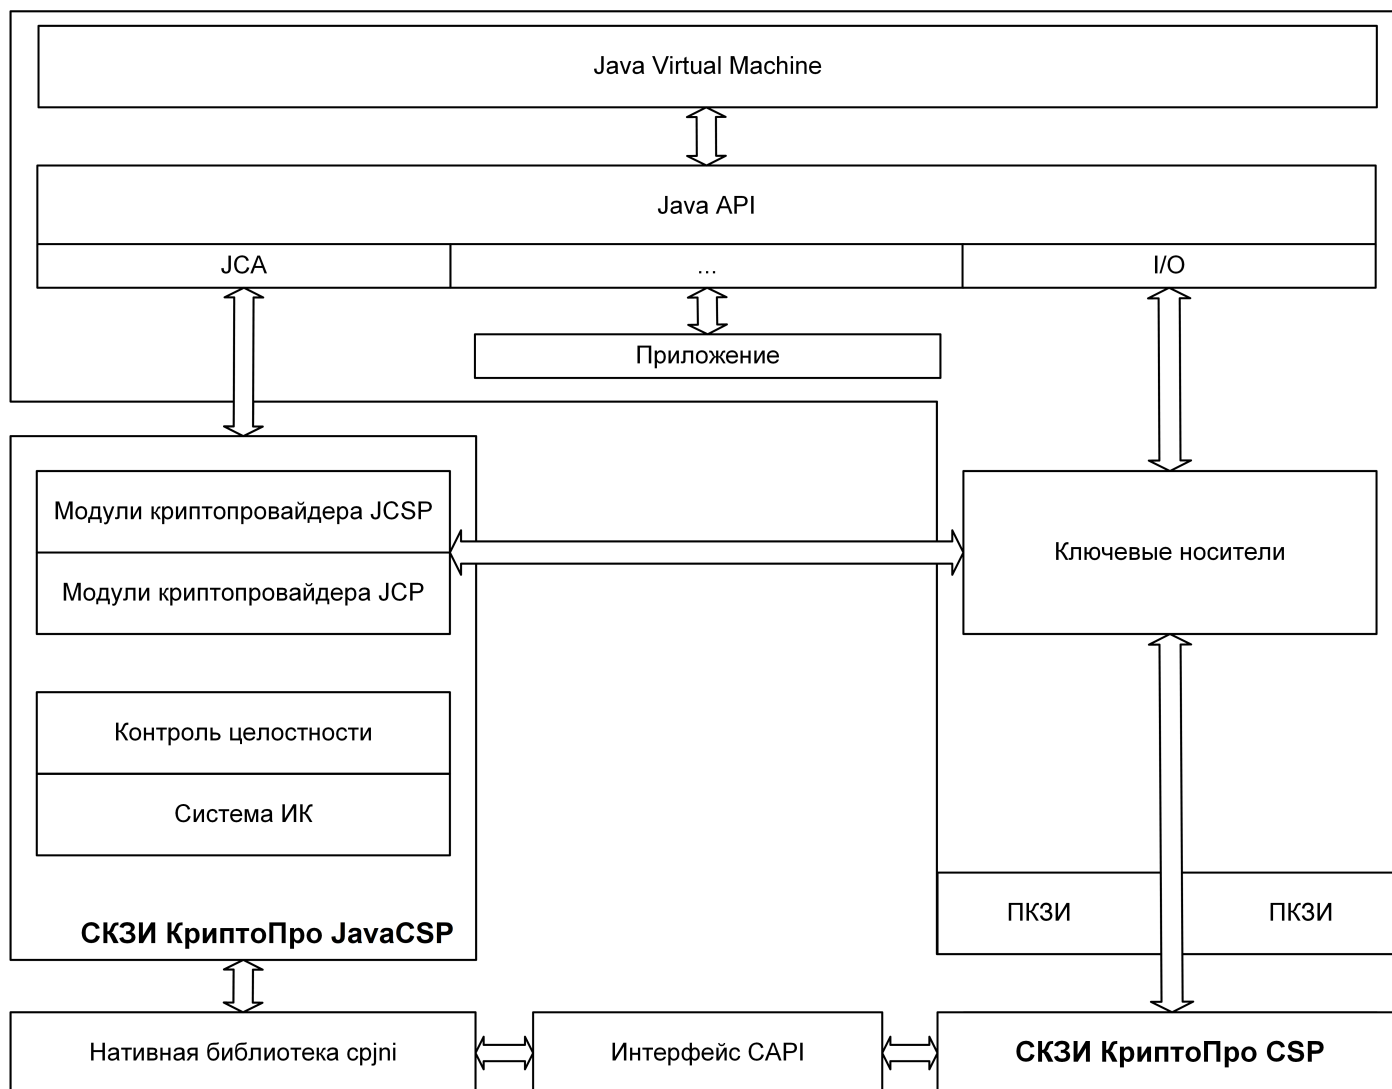 Java Virtual Machine
Java API
JCA
...
I/O
Приложение
Модули криптопровайдера JCSP
Модули криптопровайдера JCP
Ключевые носители
Контроль целостности
Система ИК
СКЗИ КриптоПро JavaCSP
ПКЗИ
ПКЗИ
Нативная библиотека cpjni
Интерфейс CAPI
СКЗИ КриптоПро CSP